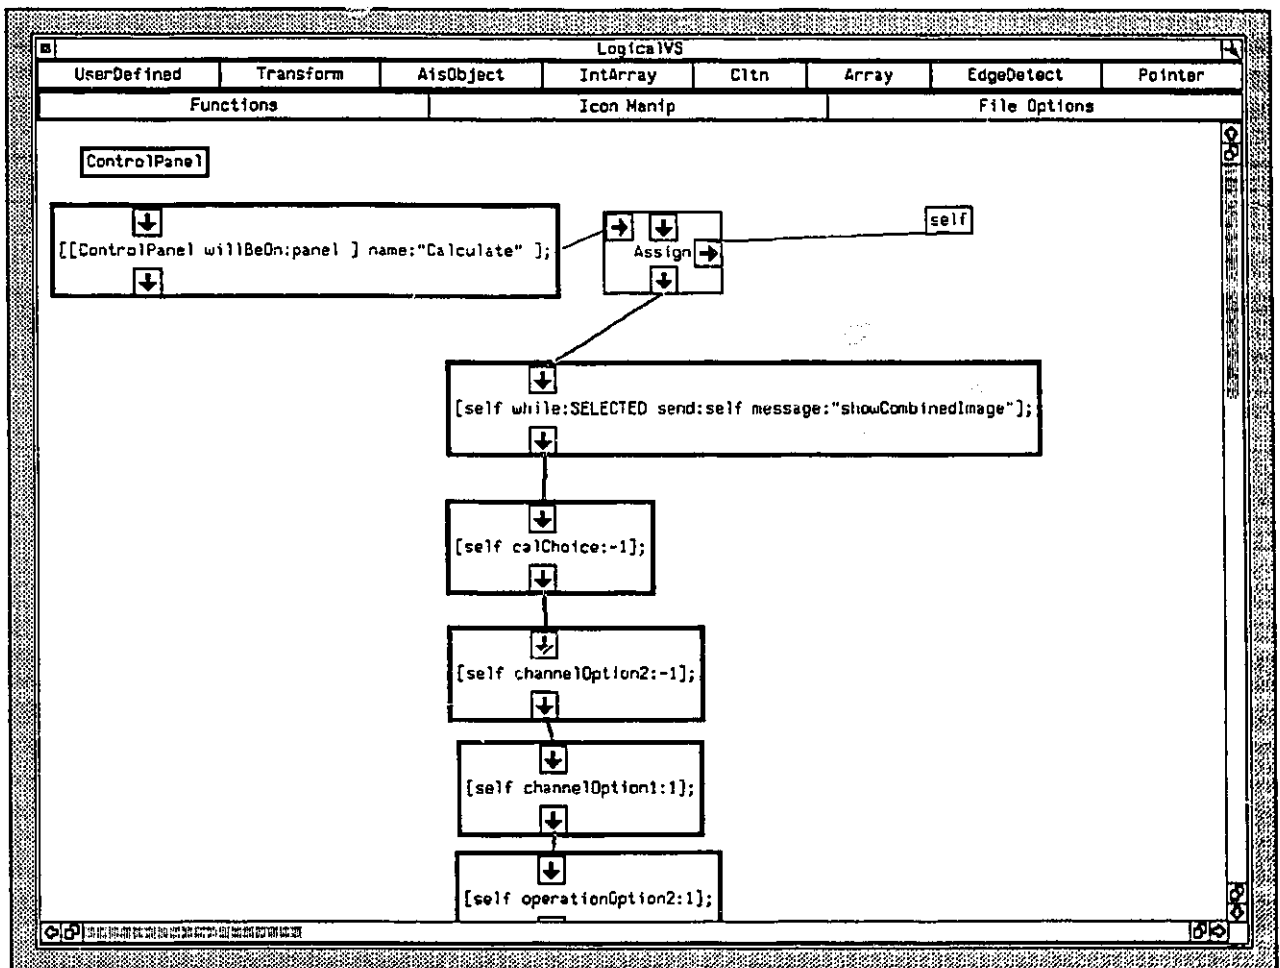 LogicalVS
UserDefined Transform AisObject IntArray Cltn Array EdgeDetect Pointer
Functions Icon Manip File Options
ControlPanel
self
[[ControlPanel willBeOn:panel ] name:"Calculate" ];
Assign
[self while:SELECTED send:self message:"showCombinedImage"];
[self calChoice:-1];
[self channelOption2:-1];
[self channelOption1:1];
[self operationOption2:1];